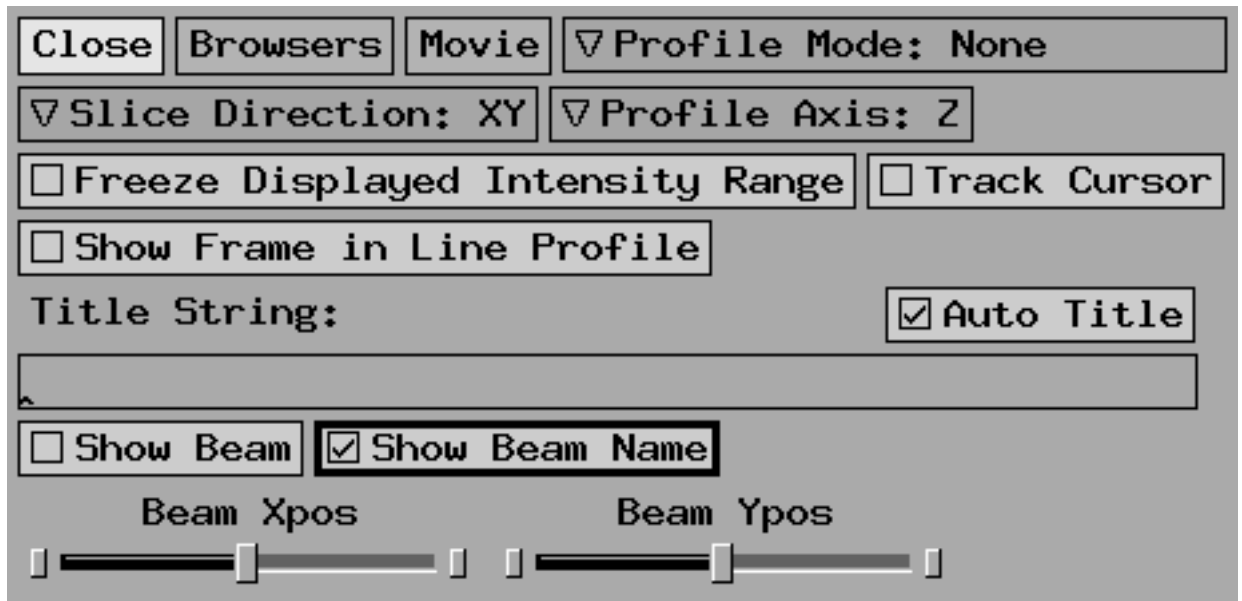 Close Browsers Movie ▽ Profile Mode: None
▽ Slice Direction: XY ▽ Profile Axis: Z
Freeze Displayed Intensity Range Track Cursor
Show Frame in Line Profile
Title String: Auto Title
Show Beam Show Beam Name
Beam Xpos Beam Ypos